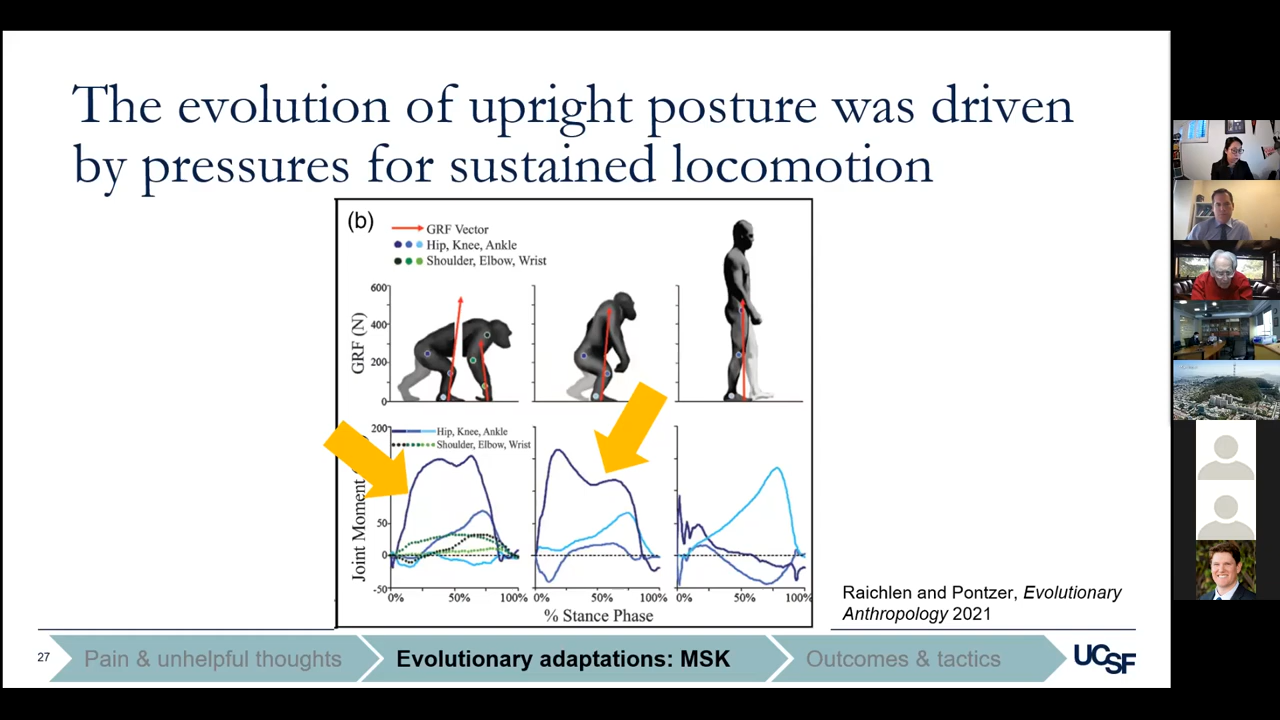 The evolution of upright posture was driven
by pressures for sustained locomotion
(b)
GRF Vector
Hip, Knee, Ankle
Shoulder, Elbow, Wrist
GRF (N)
600
400
200
0
Joint Moment
200
50
0
-50
Hip, Knee, Ankle
Shoulder, Elbow, Wrist
0% 50% 100%
0% 50% 100%
0% 50% 100%
% Stance Phase
Raichlen and Pontzer, Evolutionary
Anthropology 2021
27
Pain & unhelpful thoughts
Evolutionary adaptations: MSK
Outcomes & tactics
UCSF